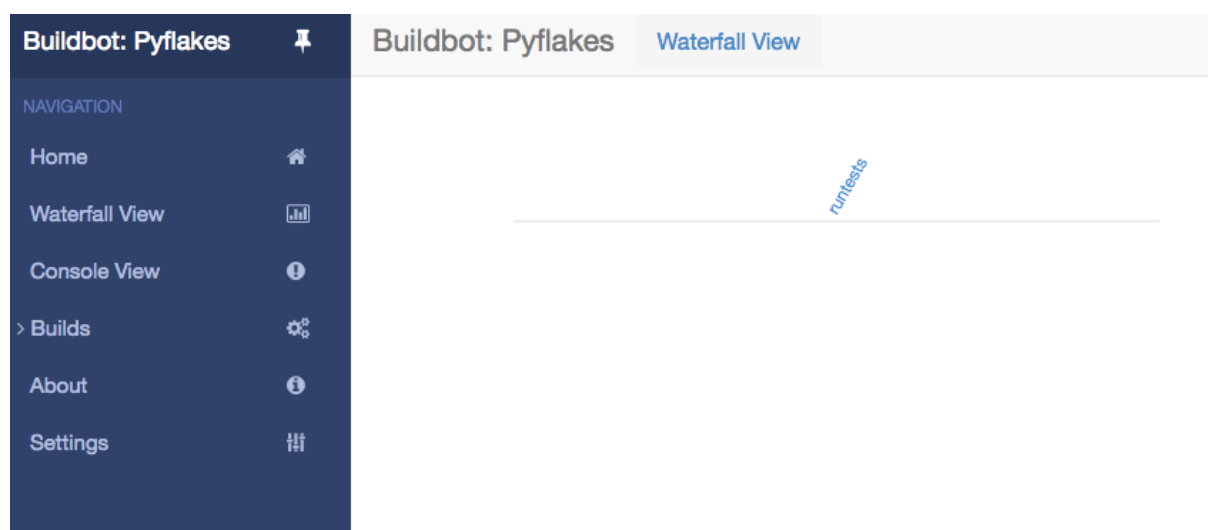 Buildbot: Pyflakes
NAVIGATION
Home
Waterfall View
Console View
Builds
About
Settings
Buildbot: Pyflakes Waterfall View
runtests